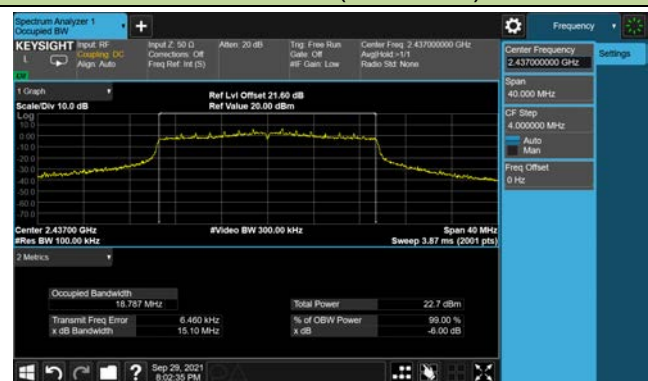 Spectrum Analyzer 1
Occupied BW
Frequency
KEYSIGHT
L
Input: RF
Coupling: DC
Align: Auto
Input Z: 50 Ω
Corrections: Off
Freq Ref: Int (S)
Atten: 20 dB
Trig: Free Run
Gate: Off
#IF Gain: Low
Center Freq: 2.437000000 GHz
Avg|Hold:>1/1
Radio Std: None
Center Frequency
2.437000000 GHz
Settings
Span
40.000 MHz
CF Step
4.000000 MHz
Auto
Man
Freq Offset
0 Hz
1 Graph
Scale/Div 10.0 dB
Ref Lvl Offset 21.60 dB
Ref Value 20.00 dBm
Log
10.0
0.00
-10.0
-20.0
-30.0
-40.0
-50.0
-60.0
-70.0
Center 2.43700 GHz
#Res BW 100.00 kHz
#Video BW 300.00 kHz
Span 40 MHz
Sweep 3.87 ms (2001 pts)
2 Metrics
Occupied Bandwidth
18.787 MHz
Total Power 22.7 dBm
Transmit Freq Error 6.460 kHz
% of OBW Power 99.00 %
x dB Bandwidth 15.10 MHz
x dB -6.00 dB
?
Sep 29, 2021
8:02:35 PM